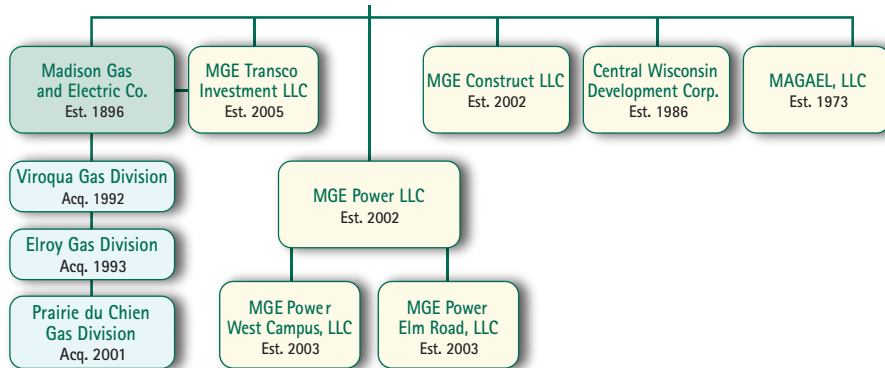 Madison Gas
and Electric Co.
Est. 1896
MGE Transco
Investment LLC
Est. 2005
MGE Construct LLC
Est. 2002
Central Wisconsin
Development Corp.
Est. 1986
MAGAEL, LLC
Est. 1973
Viroqua Gas Division
Acq. 1992
MGE Power LLC
Est. 2002
Elroy Gas Division
Acq. 1993
Prairie du Chien
Gas Division
Acq. 2001
MGE Power
West Campus, LLC
Est. 2003
MGE Power
Elm Road, LLC
Est. 2003